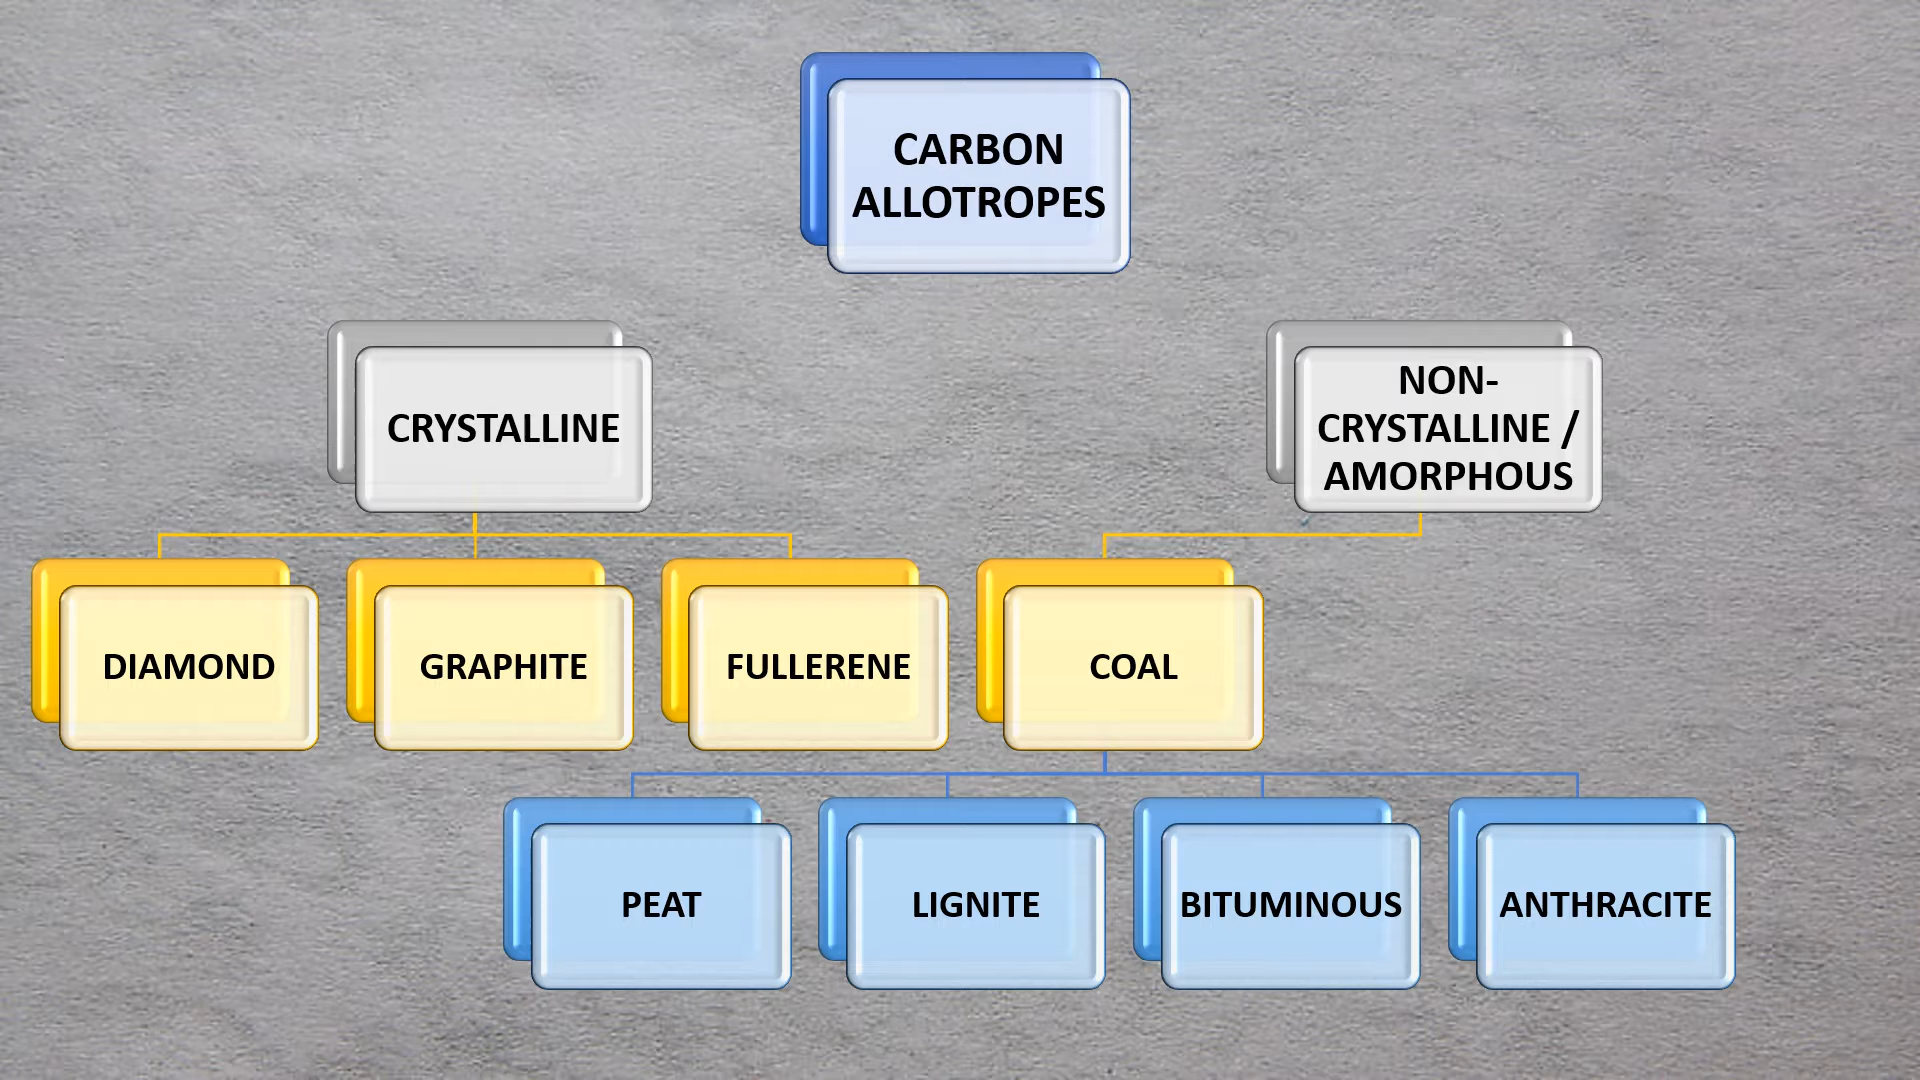 CARBON
ALLOTROPES
CRYSTALLINE
NON-
CRYSTALLINE /
AMORPHOUS
DIAMOND
GRAPHITE
FULLERENE
COAL
PEAT
LIGNITE
BITUMINOUS
ANTHRACITE